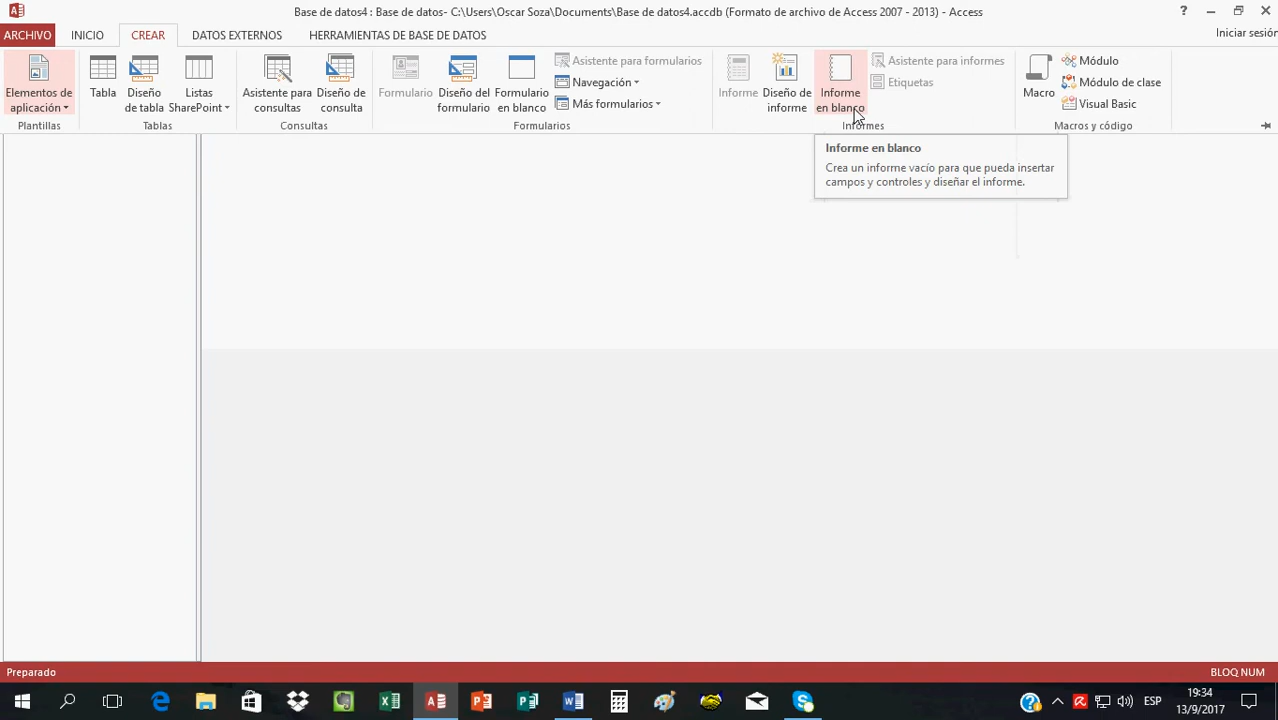 Base de datos4 : Base de datos- C:\Users\Oscar Soza\Documents\Base de datos4.accdb (Formato de archivo de Access 2007 - 2013) - Access
?
ARCHIVO INICIO CREAR DATOS EXTERNOS HERRAMIENTAS DE BASE DE DATOS Iniciar sesión
Elementos de aplicación
Plantillas
Tabla
Diseño de tabla
Listas SharePoint
Tablas
Asistente para consultas
Diseño de consulta
Consultas
Formulario
Diseño del formulario
Formulario en blanco
Asistente para formularios
Navegación
Más formularios
Formularios
Informe
Diseño de informe
Informe en blanco
Asistente para informes
Etiquetas
Informes
Macro
Módulo
Módulo de clase
Visual Basic
Macros y código
Informe en blanco
Crea un informe vacío para que pueda insertar
campos y controles y diseñar el informe.
Preparado BLOQ NUM
ESP
19:34
13/9/2017